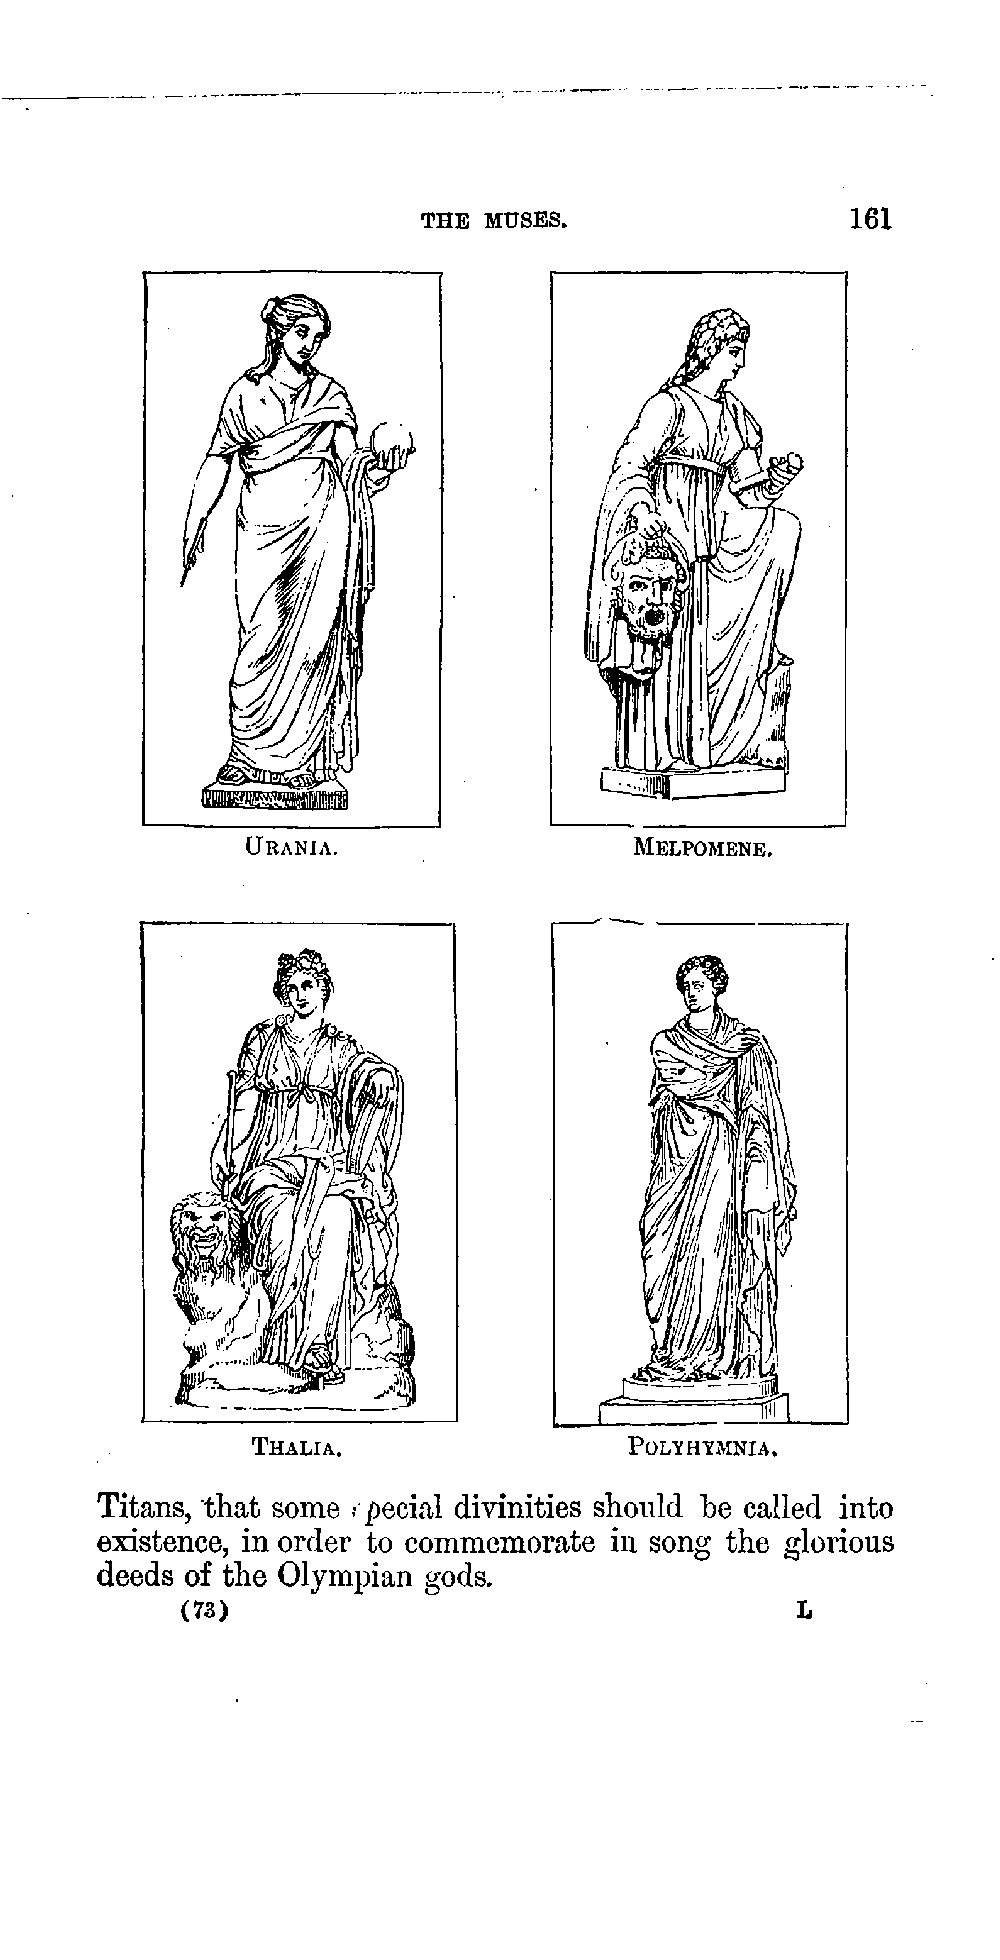 THE MUSES. 161
URANIA. MELPOMENE.
THALIA. POLYHYMNIA.
Titans, that some special divinities should be called into
existence, in order to commemorate in song the glorious
deeds of the Olympian gods.
(73) L